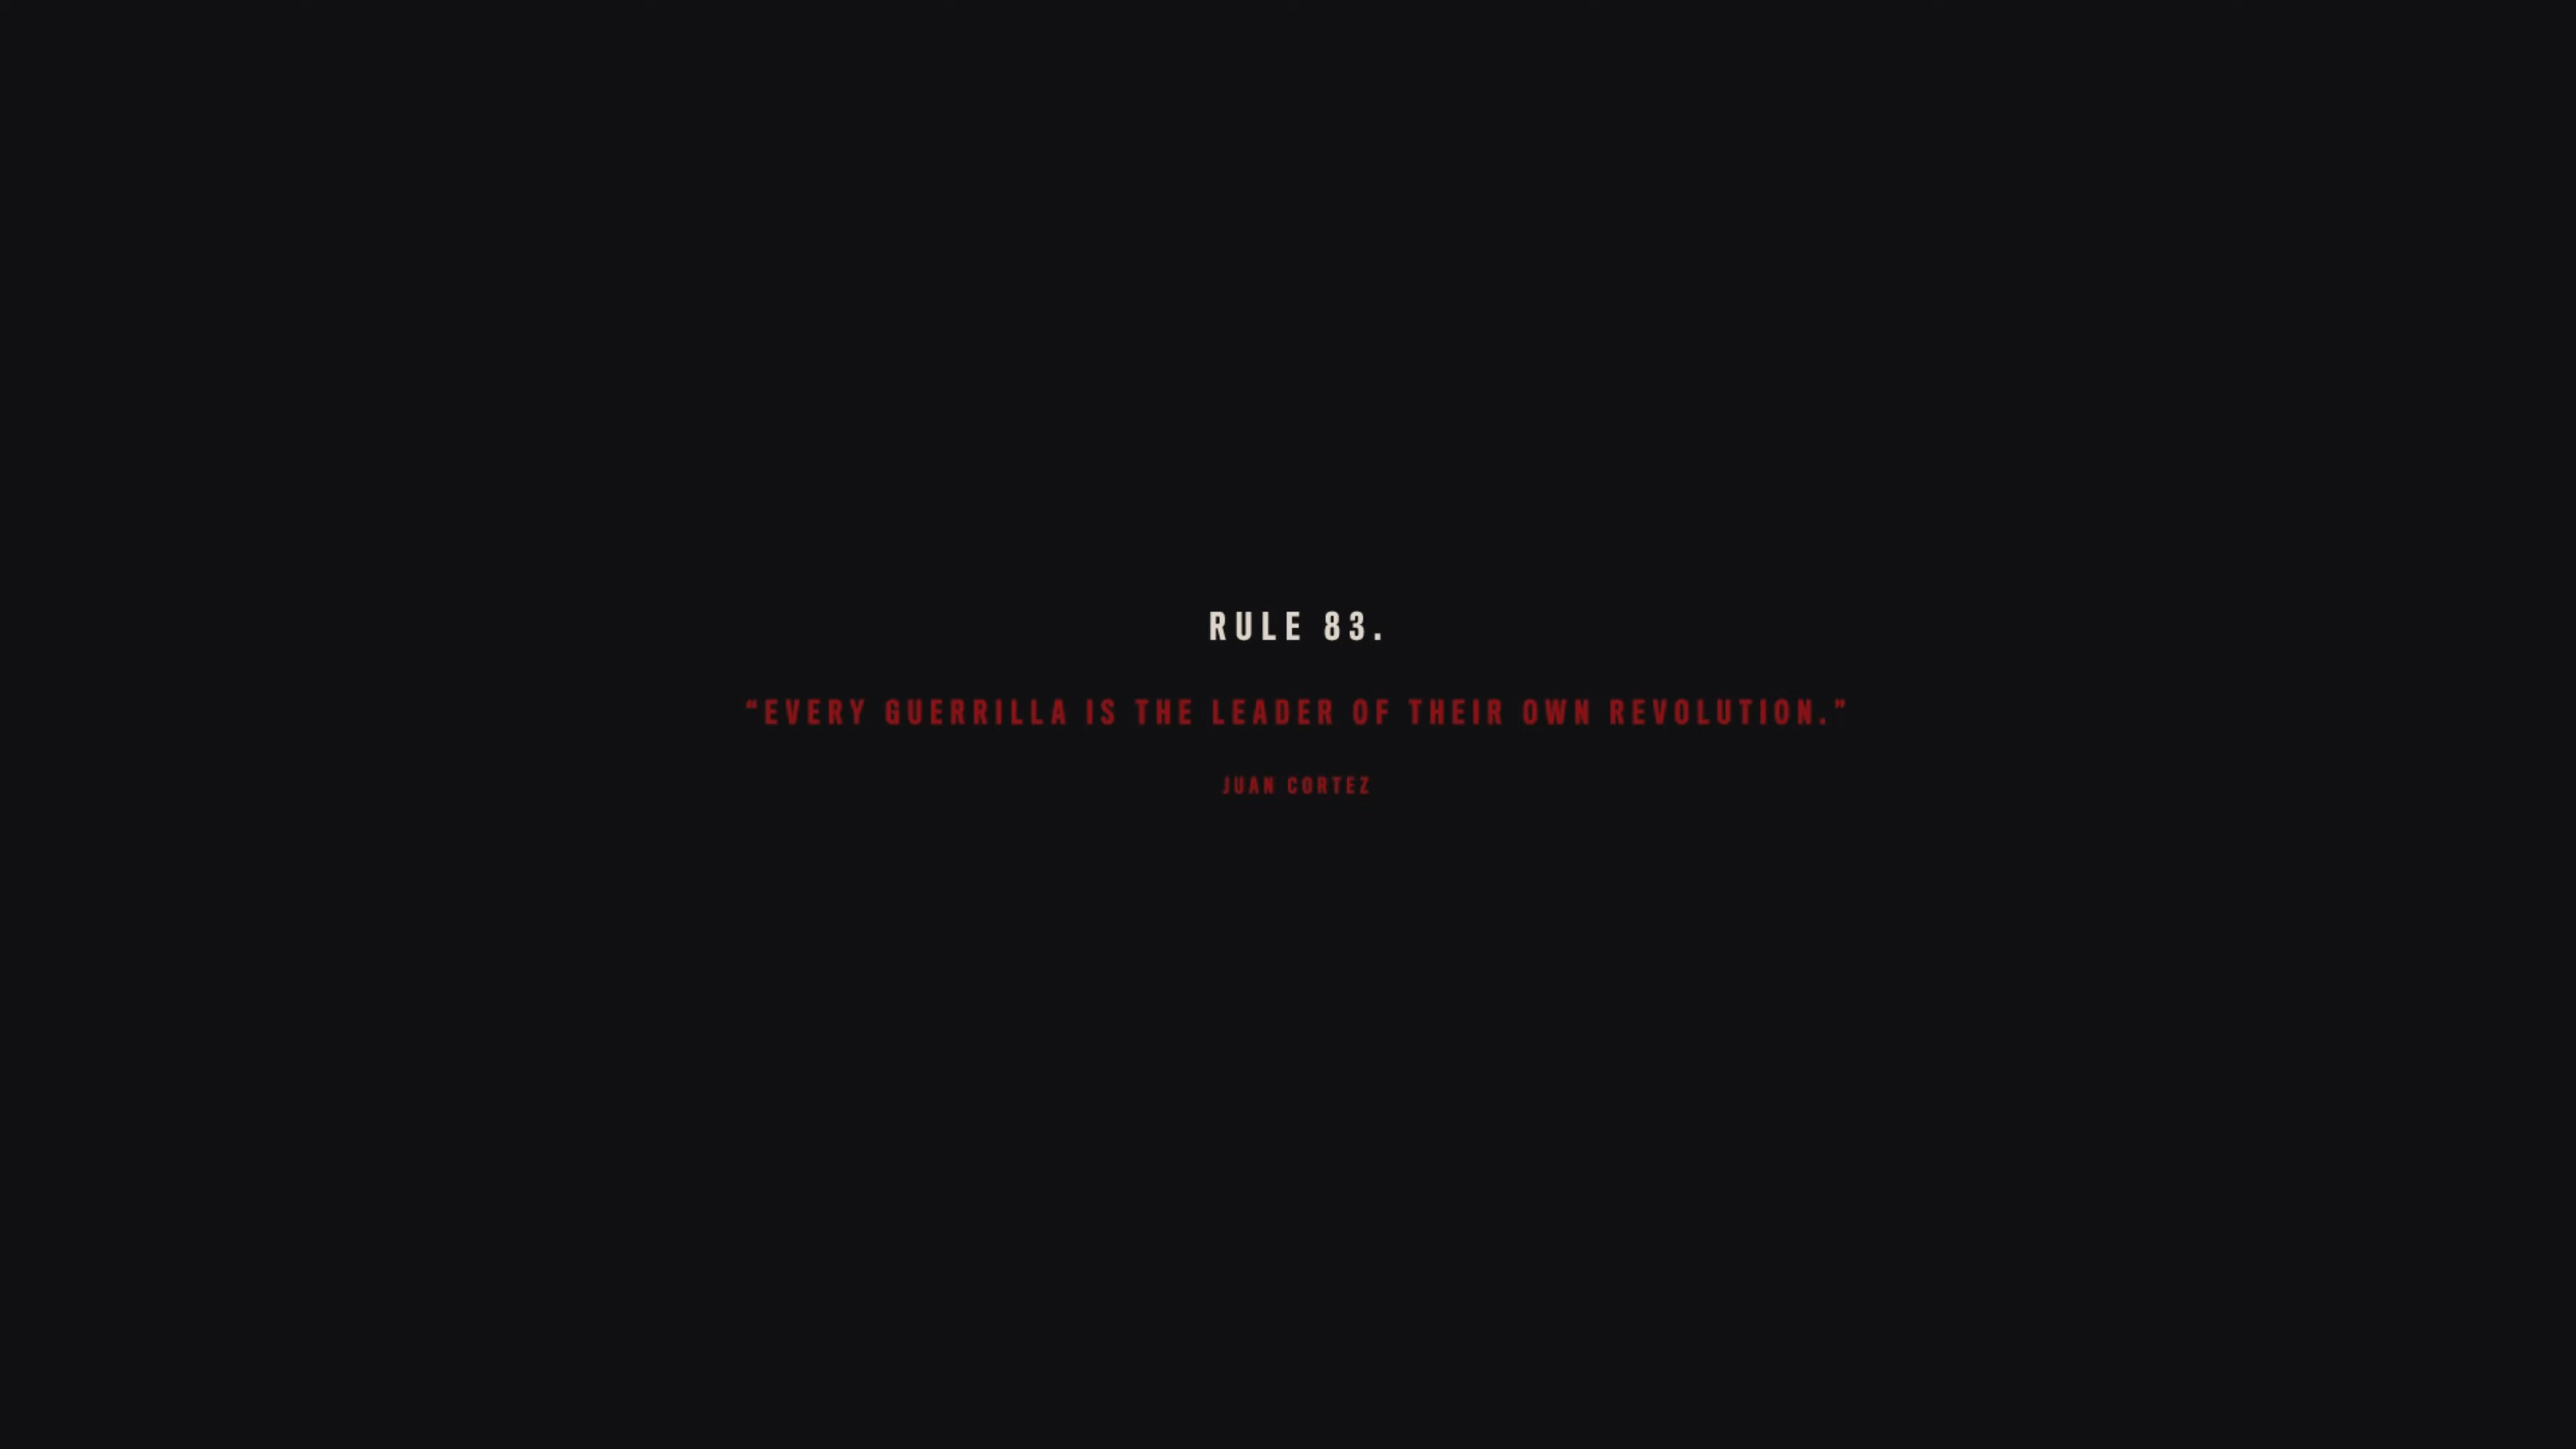 RULE 83.
“EVERY GUERRILLA IS THE LEADER OF THEIR OWN REVOLUTION.”
JUAN CORTEZ